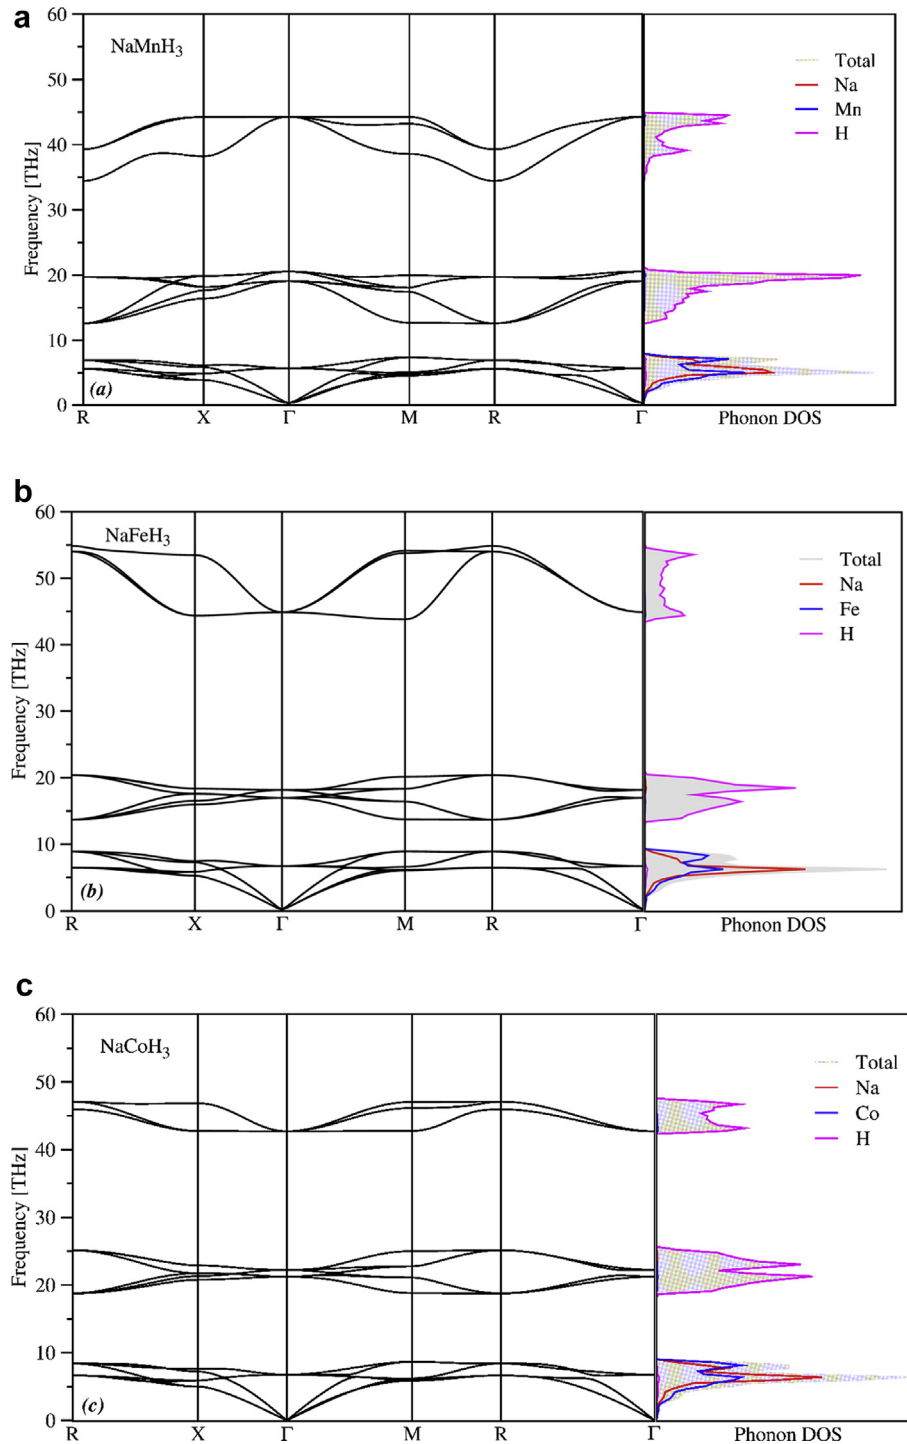 a
NaMnH₃
Total
Na
Mn
H
60
50
40
30
20
10
0
Frequency [THz]
(a)
R X Γ M R Γ Phonon DOS
b
NaFeH₃
Total
Na
Fe
H
60
50
40
30
20
10
0
Frequency [THz]
(b)
R X Γ M R Γ Phonon DOS
c
NaCoH₃
Total
Na
Co
H
60
50
40
30
20
10
0
Frequency [THz]
(c)
R X Γ M R Γ Phonon DOS